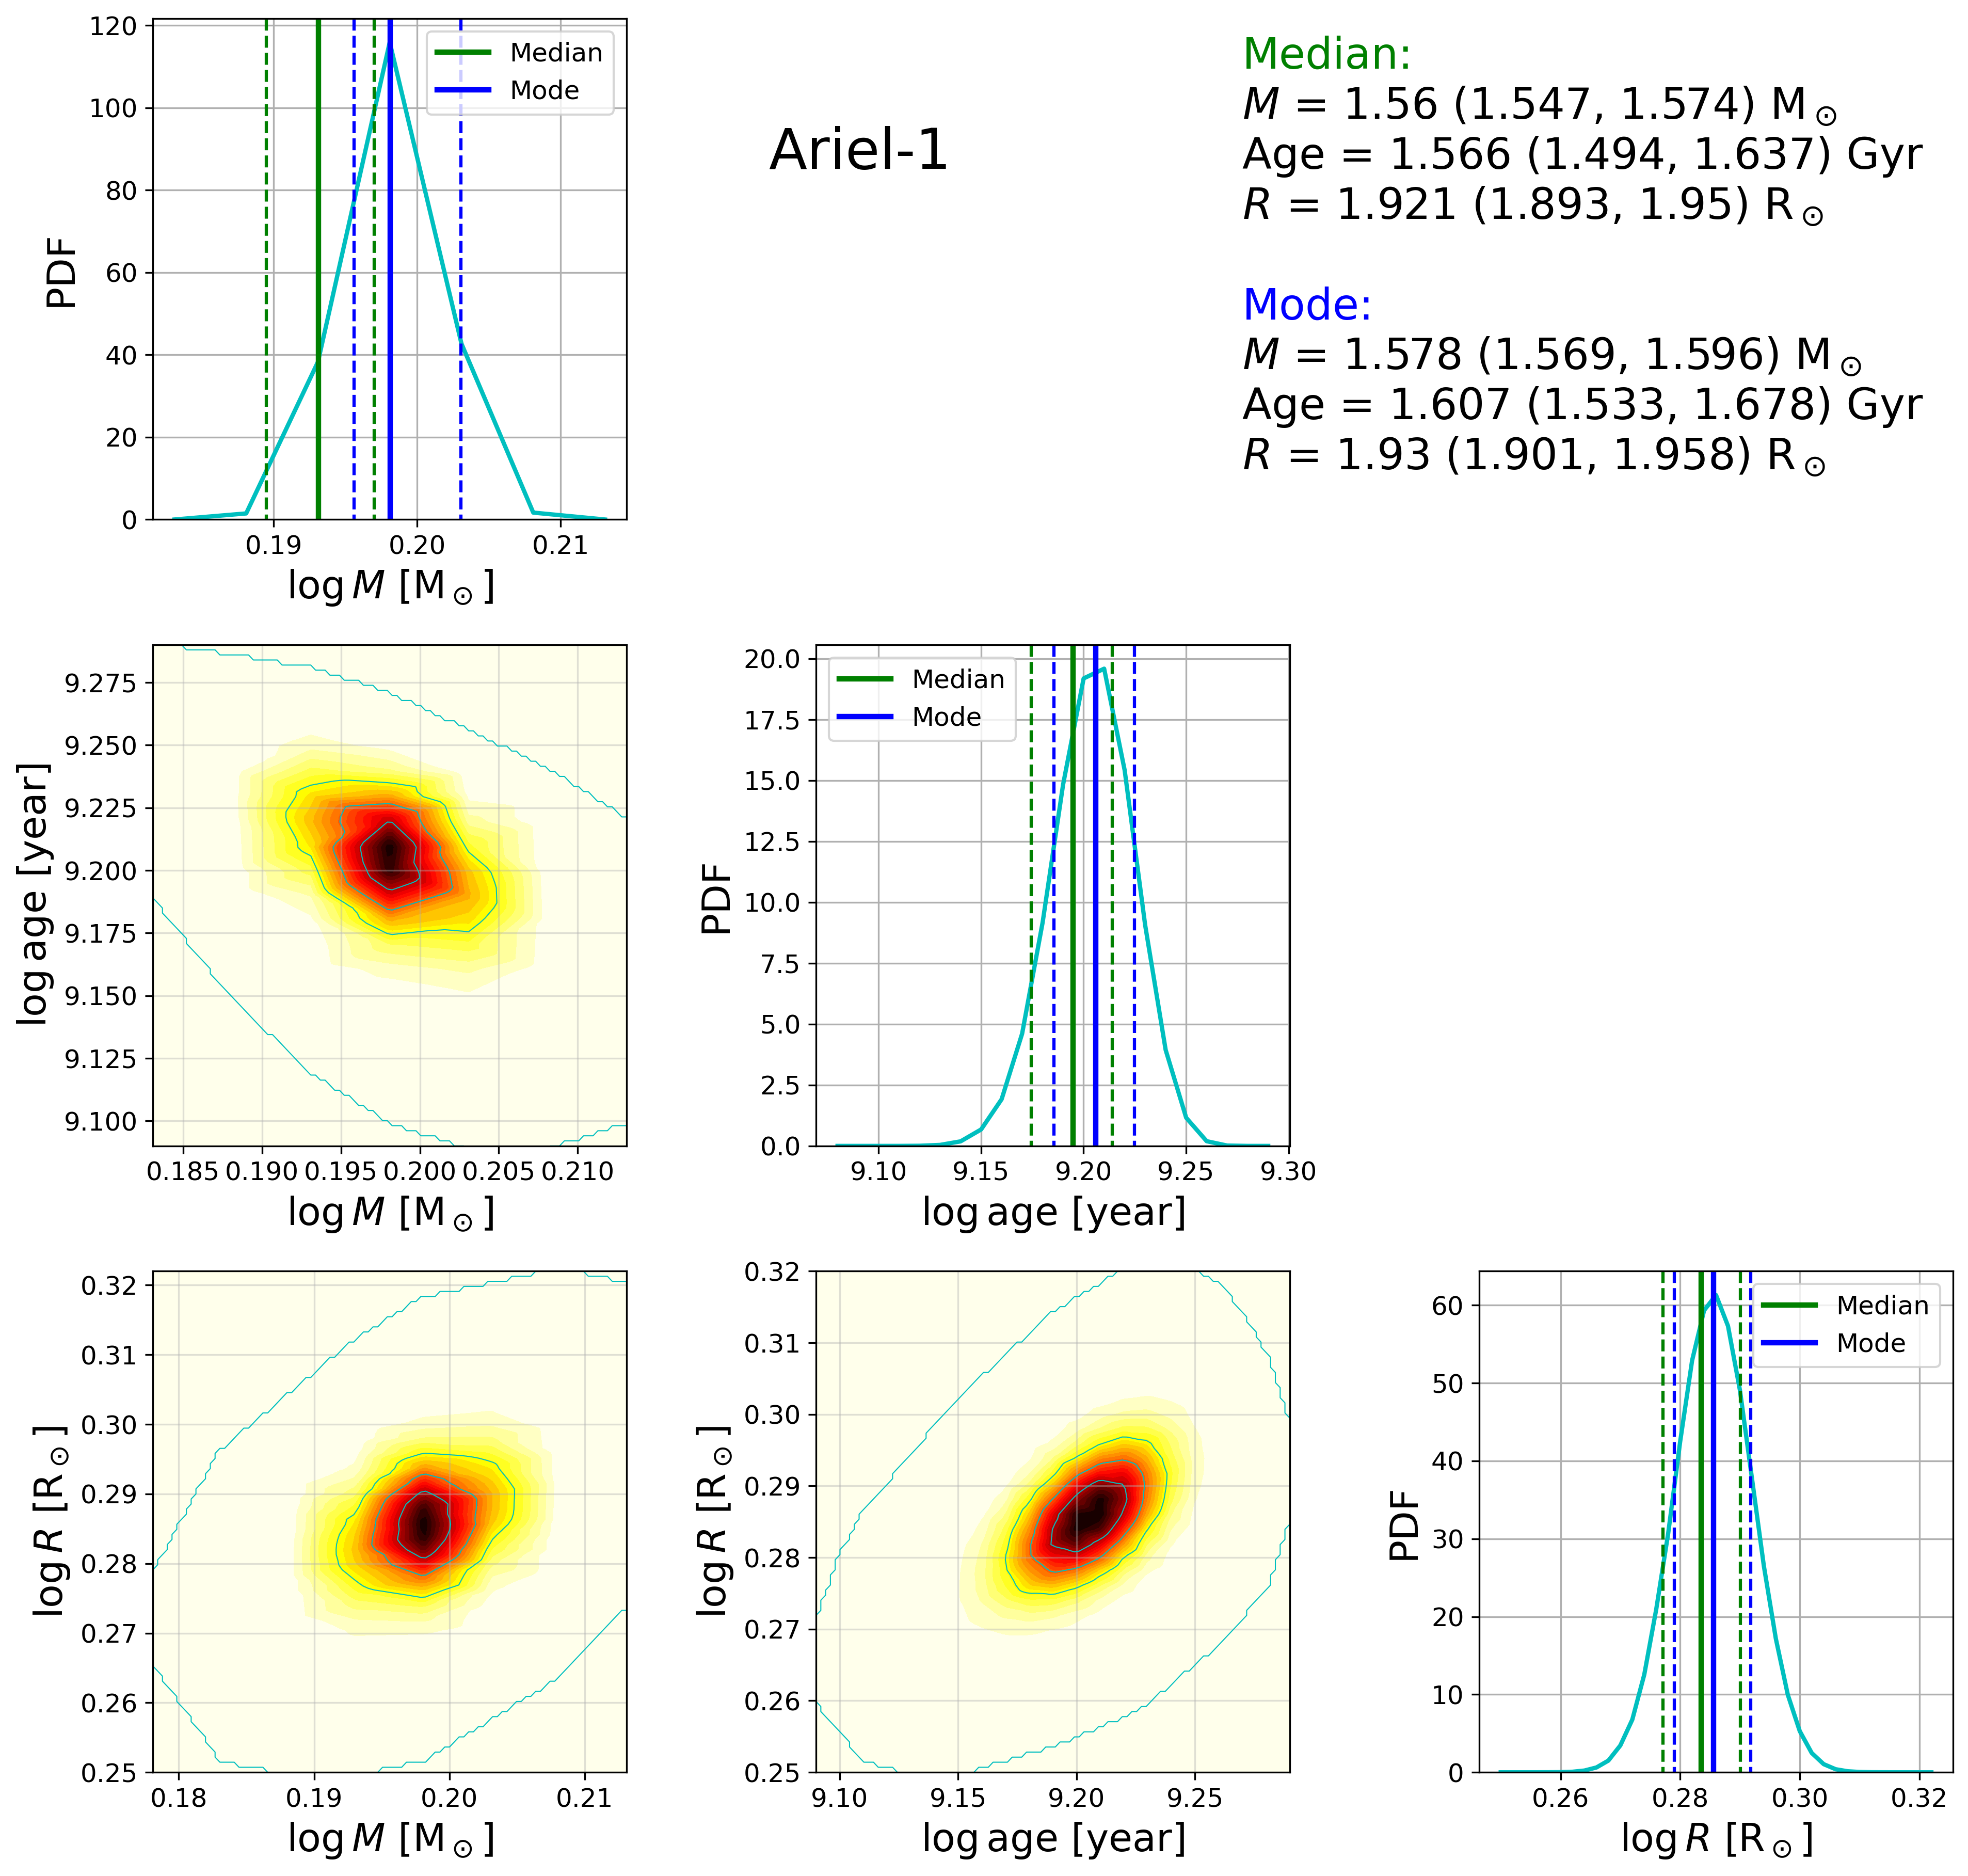 120
100
80
60
40
20
0
PDF
Median
Mode
0.19 0.20 0.21
log M [M⊙]
Ariel-1
Median:
M = 1.56 (1.547, 1.574) M⊙
Age = 1.566 (1.494, 1.637) Gyr
R = 1.921 (1.893, 1.95) R⊙
Mode:
M = 1.578 (1.569, 1.596) M⊙
Age = 1.607 (1.533, 1.678) Gyr
R = 1.93 (1.901, 1.958) R⊙
9.275
9.250
9.225
9.200
9.175
9.150
9.125
9.100
log age [year]
0.185 0.190 0.195 0.200 0.205 0.210
log M [M⊙]
20.0
17.5
15.0
12.5
10.0
7.5
5.0
2.5
0.0
PDF
Median
Mode
9.10 9.15 9.20 9.25 9.30
log age [year]
0.32
0.31
0.30
0.29
0.28
0.27
0.26
0.25
log R [R⊙]
0.18 0.19 0.20 0.21
log M [M⊙]
0.32
0.31
0.30
0.29
0.28
0.27
0.26
0.25
log R [R⊙]
9.10 9.15 9.20 9.25
log age [year]
60
50
40
30
20
10
0
PDF
Median
Mode
0.26 0.28 0.30 0.32
log R [R⊙]